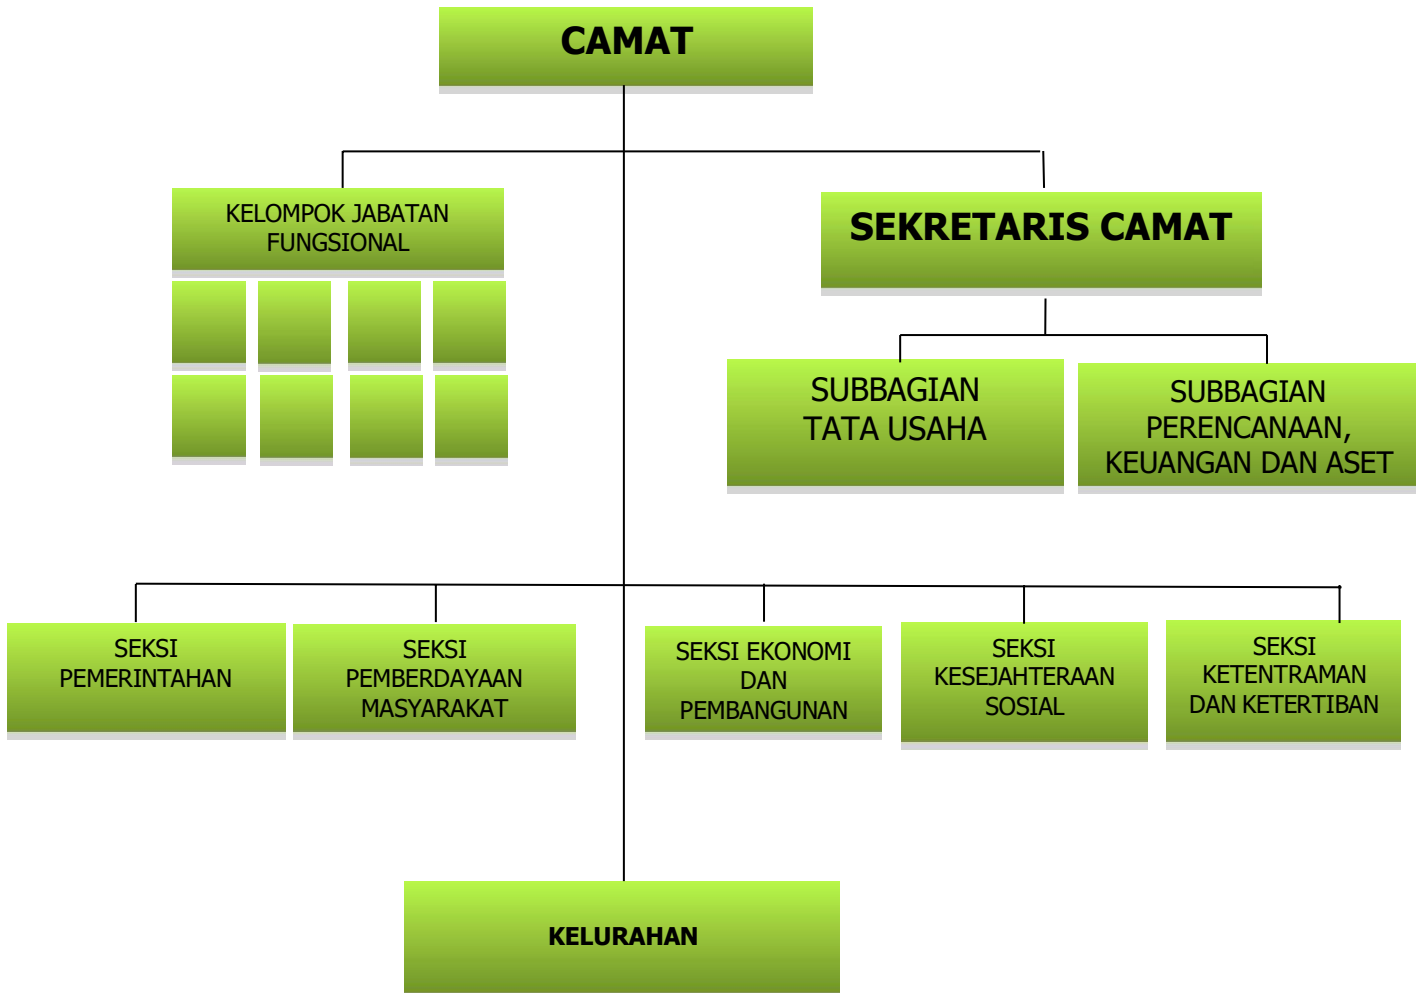 CAMAT
KELOMPOK JABATAN
FUNGSIONAL
SEKRETARIS CAMAT
SUBBAGIAN
TATA USAHA
SUBBAGIAN
PERENCANAAN,
KEUANGAN DAN ASET
SEKSI
PEMERINTAHAN
SEKSI
PEMBERDAYAAN
MASYARAKAT
SEKSI EKONOMI
DAN
PEMBANGUNAN
SEKSI
KESEJAHTERAAN
SOSIAL
SEKSI
KETENTRAMAN
DAN KETERTIBAN
KELURAHAN